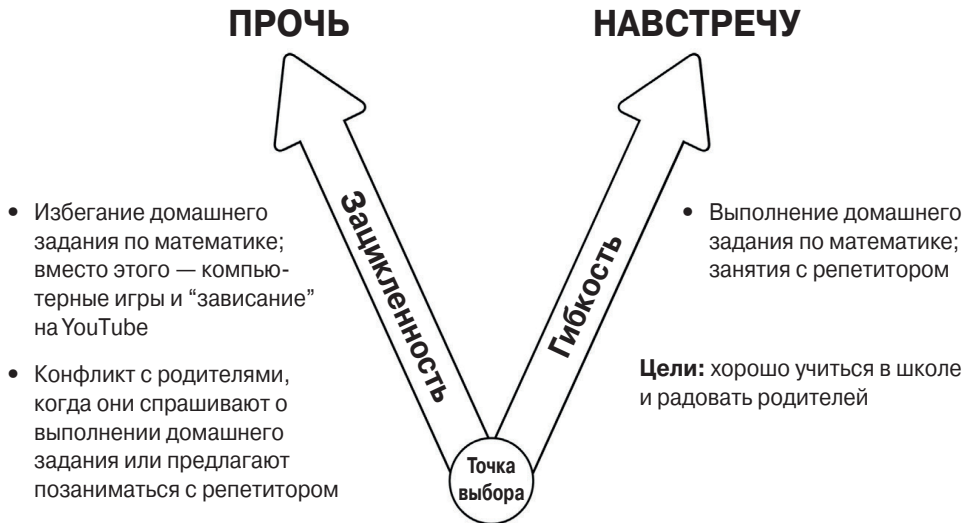 ПРОЧЬ
НАВСТРЕЧУ
Зацикленность
Гибкость
• Избегание домашнего
задания по математике;
вместо этого — компью-
терные игры и “зависание”
на YouTube
• Конфликт с родителями,
когда они спрашивают о
выполнении домашнего
задания или предлагают
позаниматься с репетитором
• Выполнение домашнего
задания по математике;
занятия с репетитором
Цели: хорошо учиться в школе
и радовать родителей
Точка
выбора